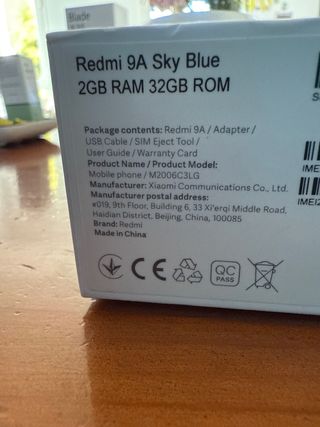 Blade
Redmi 9A Sky Blue
2GB RAM 32GB ROM
Package contents: Redmi 9A / Adapter /
USB Cable / SIM Eject Tool /
User Guide / Warranty Card
Product Name / Product Model:
Mobile phone / M2006C3LG
Manufacturer: Xiaomi Communications Co., Ltd.
Manufacturer postal address:
#019, 9th Floor, Building 6, 33 Xi'erqi Middle Road,
Haidian District, Beijing, China, 100085
Brand: Redmi
Made in China
IME
IMEI2
CE
QC
PASS